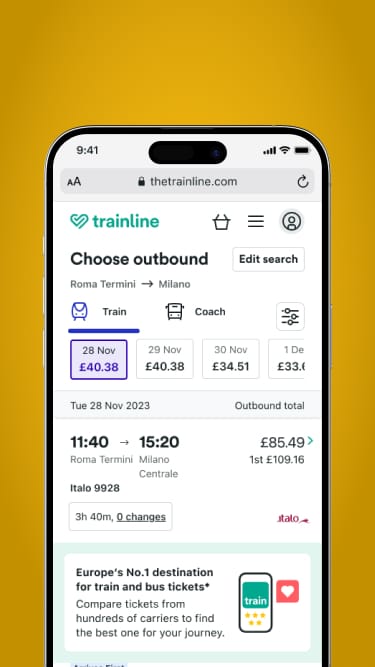 9:41
AA thetrainline.com
trainline
Choose outbound
Edit search
Roma Termini → Milano
Train
Coach
28 Nov
£40.38
29 Nov
£40.38
30 Nov
£34.51
1 De
Tue 28 Nov 2023
Outbound total
11:40 → 15:20
£85.49
Roma Termini
Milano
Centrale
1st £109.16
Italo 9928
3h 40m, 0 changes
italo
Europe's No.1 destination
for train and bus tickets*
Compare tickets from
hundreds of carriers to find
the best one for your journey.
train